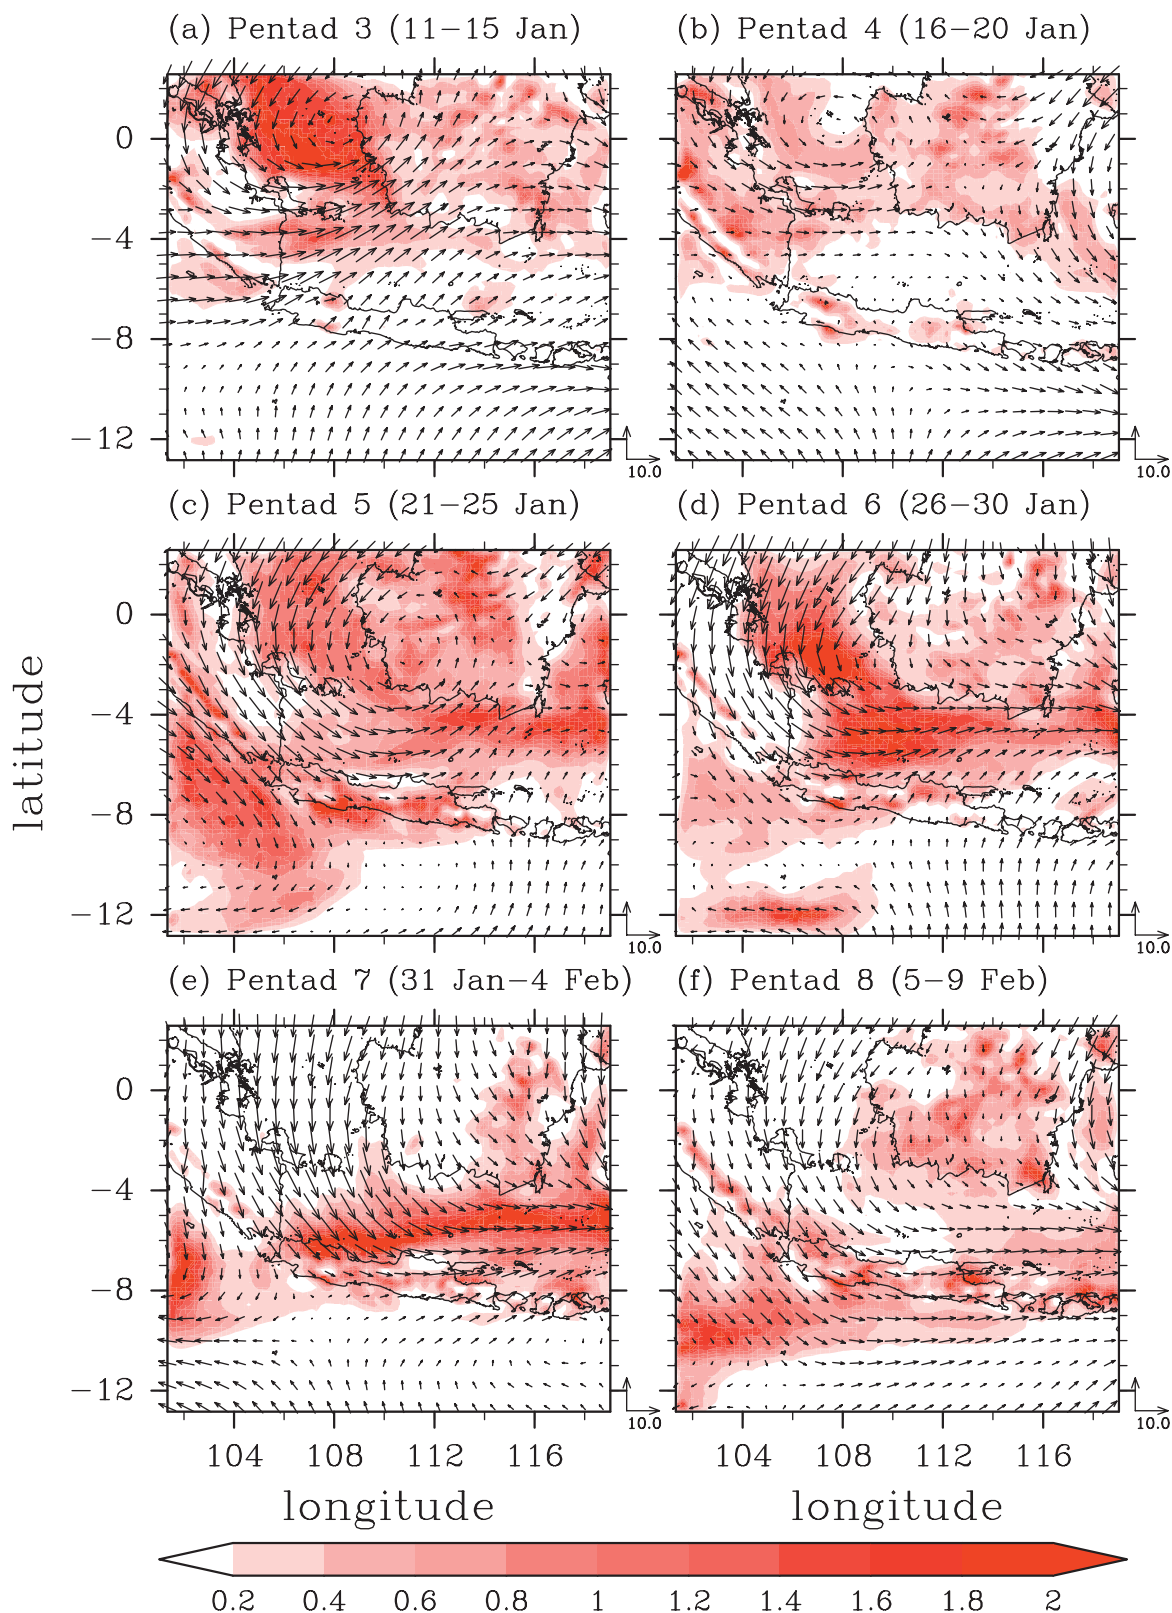 (a) Pentad 3 (11−15 Jan)
(b) Pentad 4 (16−20 Jan)
0
−4
−8
−12
10.0
10.0
(c) Pentad 5 (21−25 Jan)
(d) Pentad 6 (26−30 Jan)
0
−4
−8
−12
10.0
10.0
latitude
(e) Pentad 7 (31 Jan−4 Feb)
(f) Pentad 8 (5−9 Feb)
0
−4
−8
−12
10.0
10.0
104 108 112 116
104 108 112 116
longitude
longitude
0.2 0.4 0.6 0.8 1 1.2 1.4 1.6 1.8 2